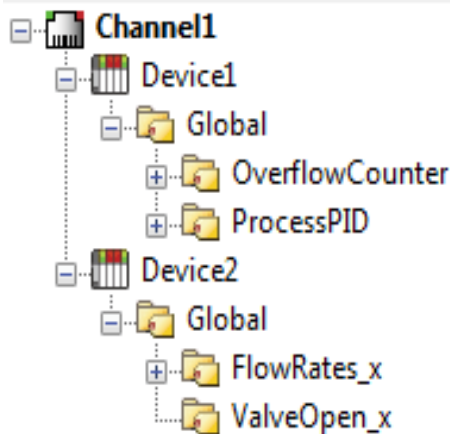 Channel1
Device1
Global
OverflowCounter
ProcessPID
Device2
Global
FlowRates_x
ValveOpen_x